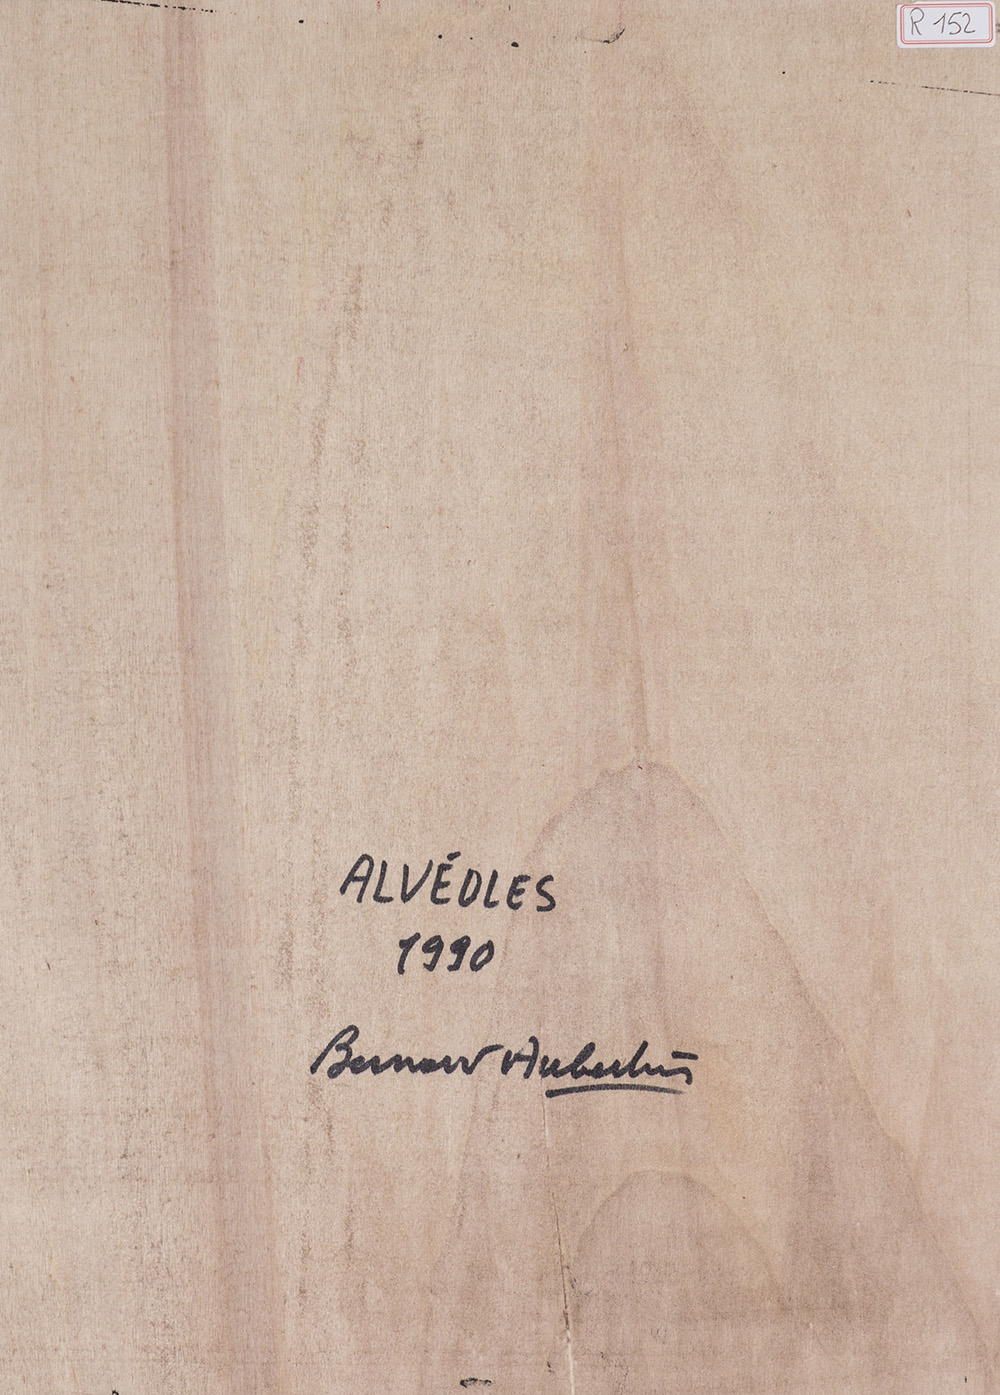 R 152
ALVÉOLES
1990
Bernard Aubertin